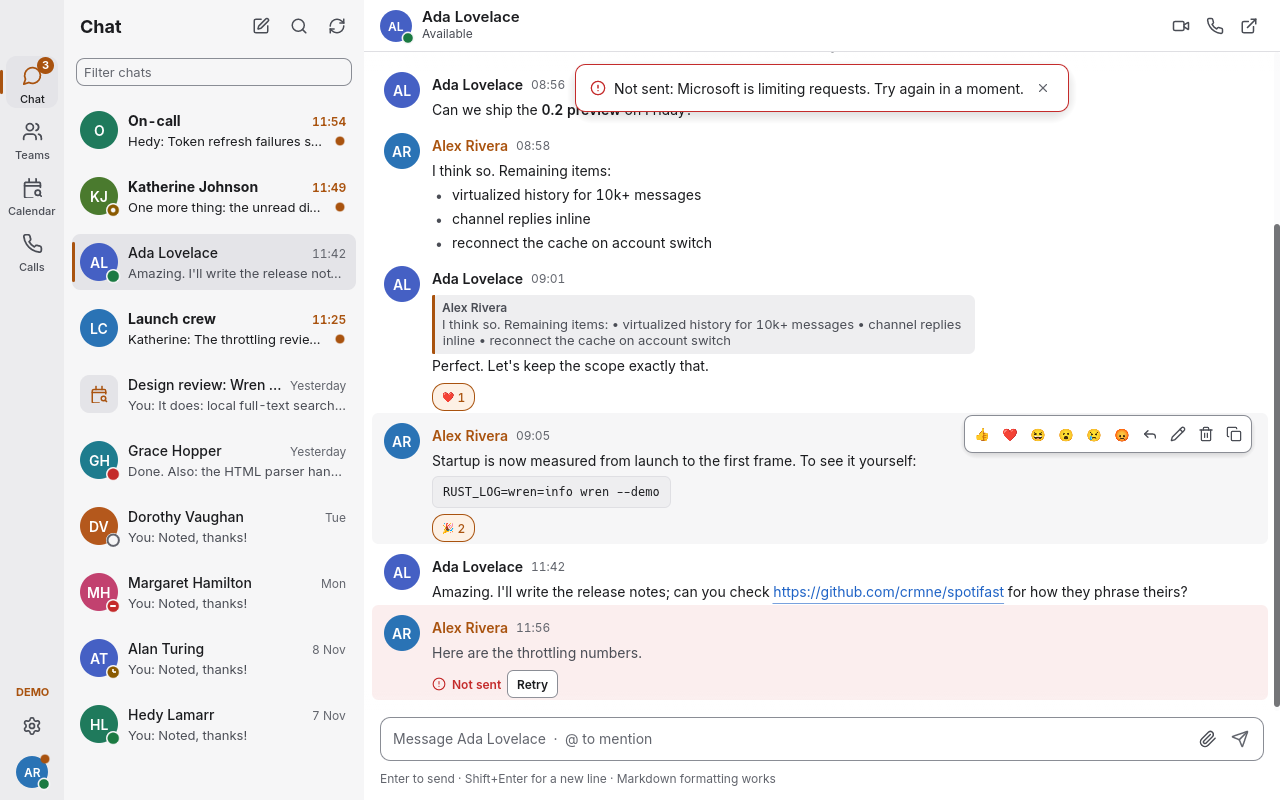 3
Chat
Teams
Calendar
Calls
DEMO
AR
Chat
Filter chats
O
On-call
11:54
Hedy: Token refresh failures s...
KJ
Katherine Johnson
11:49
One more thing: the unread di...
AL
Ada Lovelace
11:42
Amazing. I'll write the release not...
LC
Launch crew
11:25
Katherine: The throttling revie...
Design review: Wren ...
Yesterday
You: It does: local full-text search...
GH
Grace Hopper
Yesterday
Done. Also: the HTML parser han...
DV
Dorothy Vaughan
Tue
You: Noted, thanks!
MH
Margaret Hamilton
Mon
You: Noted, thanks!
AT
Alan Turing
8 Nov
You: Noted, thanks!
HL
Hedy Lamarr
7 Nov
You: Noted, thanks!
AL
Ada Lovelace
Available
Not sent: Microsoft is limiting requests. Try again in a moment.
AL
Ada Lovelace 08:56
Can we ship the 0.2 preview on Friday?
AR
Alex Rivera 08:58
I think so. Remaining items:
• virtualized history for 10k+ messages
• channel replies inline
• reconnect the cache on account switch
AL
Ada Lovelace 09:01
Alex Rivera
I think so. Remaining items: • virtualized history for 10k+ messages • channel replies
inline • reconnect the cache on account switch
Perfect. Let's keep the scope exactly that.
❤️ 1
AR
Alex Rivera 09:05
👍 ❤️ 😆 😮 😢 😡
Startup is now measured from launch to the first frame. To see it yourself:
RUST_LOG=wren=info wren --demo
🎉 2
AL
Ada Lovelace 11:42
Amazing. I'll write the release notes; can you check https://github.com/crmne/spotifast for how they phrase theirs?
AR
Alex Rivera 11:56
Here are the throttling numbers.
Not sent Retry
Message Ada Lovelace · @ to mention
Enter to send · Shift+Enter for a new line · Markdown formatting works